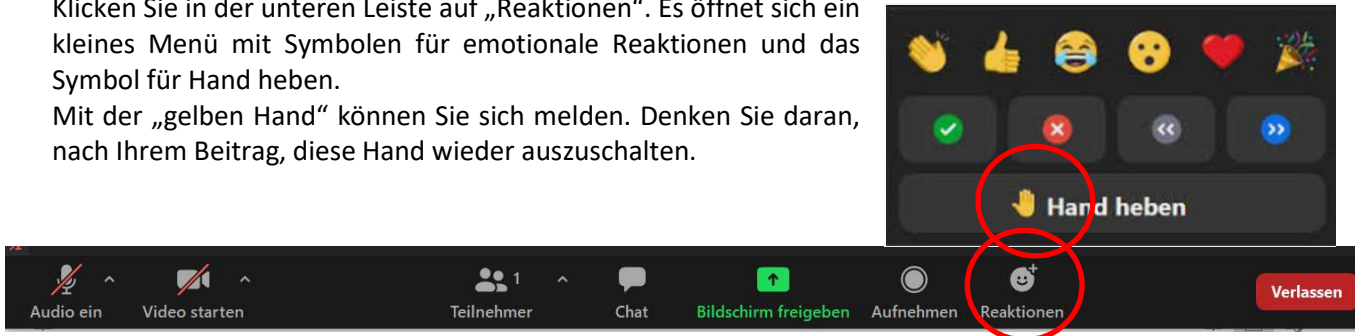 Klicken Sie in der unteren Leiste auf „Reaktionen“. Es öffnet sich ein
kleines Menü mit Symbolen für emotionale Reaktionen und das
Symbol für Hand heben.
Mit der „gelben Hand“ können Sie sich melden. Denken Sie daran,
nach Ihrem Beitrag, diese Hand wieder auszuschalten.
Hand heben
1
Audio ein
Video starten
Teilnehmer
Chat
Bildschirm freigeben
Aufnehmen
Reaktionen
Verlassen